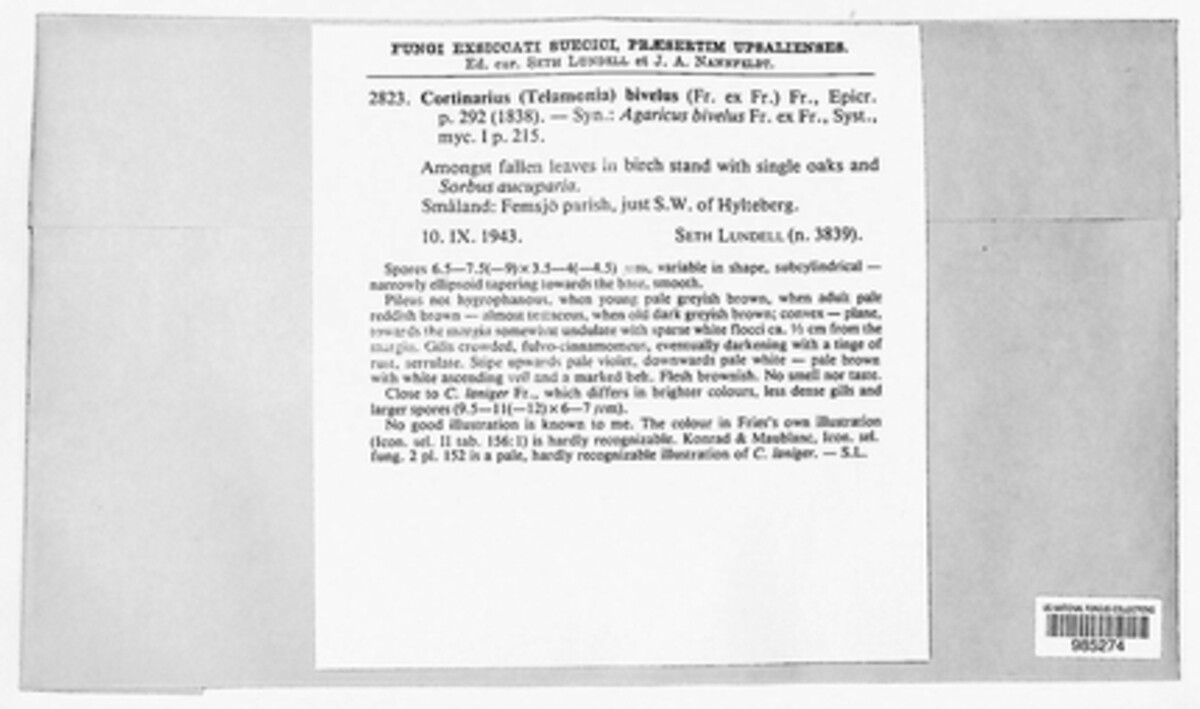 FUNGI EXSICCATI SUECICI, PRÆSERTIM UPSALIENSES.
Ed. cur. SETH LUNDELL et J. A. NANNFELDT.
2823. Cortinarius (Telamonia) bivelus (Fr. ex Fr.) Fr., Epicr.
p. 292 (1838). — Syn.: Agaricus bivelus Fr. ex Fr., Syst.,
myc. I p. 215.
Amongst fallen leaves in birch stand with single oaks and
Sorbus aucuparia.
Småland: Femsjö parish, just S.W. of Hylteberg.
10. IX. 1943. SETH LUNDELL (n. 3839).
Spores 6.5—7.5(—9)×3.5—4(—4.5) µm, variable in shape, subcylindrical —
narrowly ellipsoid tapering towards the base, smooth.
Pileus not hygrophanous, when young pale greyish brown, when adult pale
reddish brown — almost testaceous, when old dark greyish brown; convex — plane,
towards the margin somewhat undulate with sparse white flocci ca. ½ cm from the
margin. Gills crowded, fulvo-cinnamomeus, eventually darkening with a tinge of
rust, serrulate. Stipe upwards pale violet, downwards pale white — pale brown
with white ascending veil and a marked belt. Flesh brownish. No smell nor taste.
Close to C. laniger Fr., which differs in brighter colours, less dense gills and
larger spores (9.5—11(—12)×6—7 µm).
No good illustration is known to me. The colour in Fries's own illustration
(Icon. sel. II tab. 156:1) is hardly recognizable. Konrad & Maublanc, Icon. sel.
fung. 2 pl. 152 is a pale, hardly recognizable illustration of C. laniger. — S.L.
US NATIONAL FUNGUS COLLECTIONS
985274